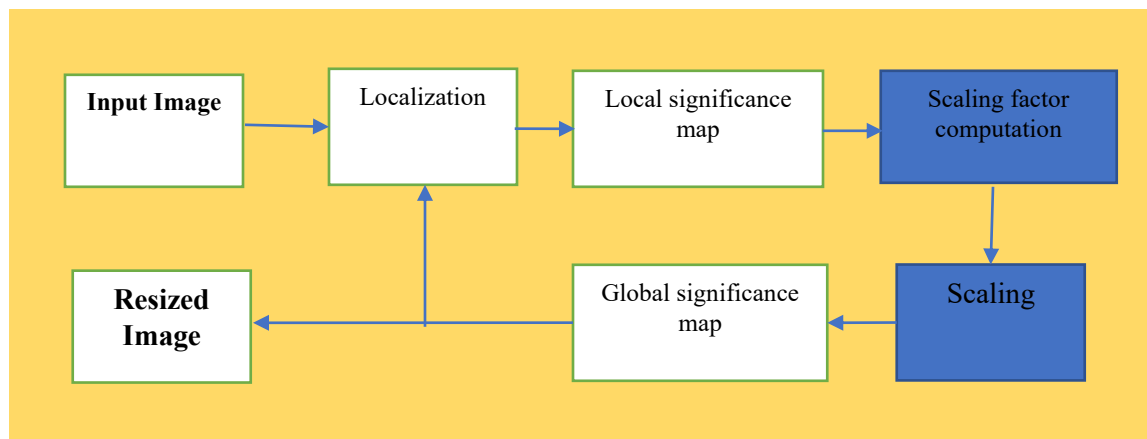 Input Image
Localization
Local significance
map
Scaling factor
computation
Resized
Image
Global significance
map
Scaling